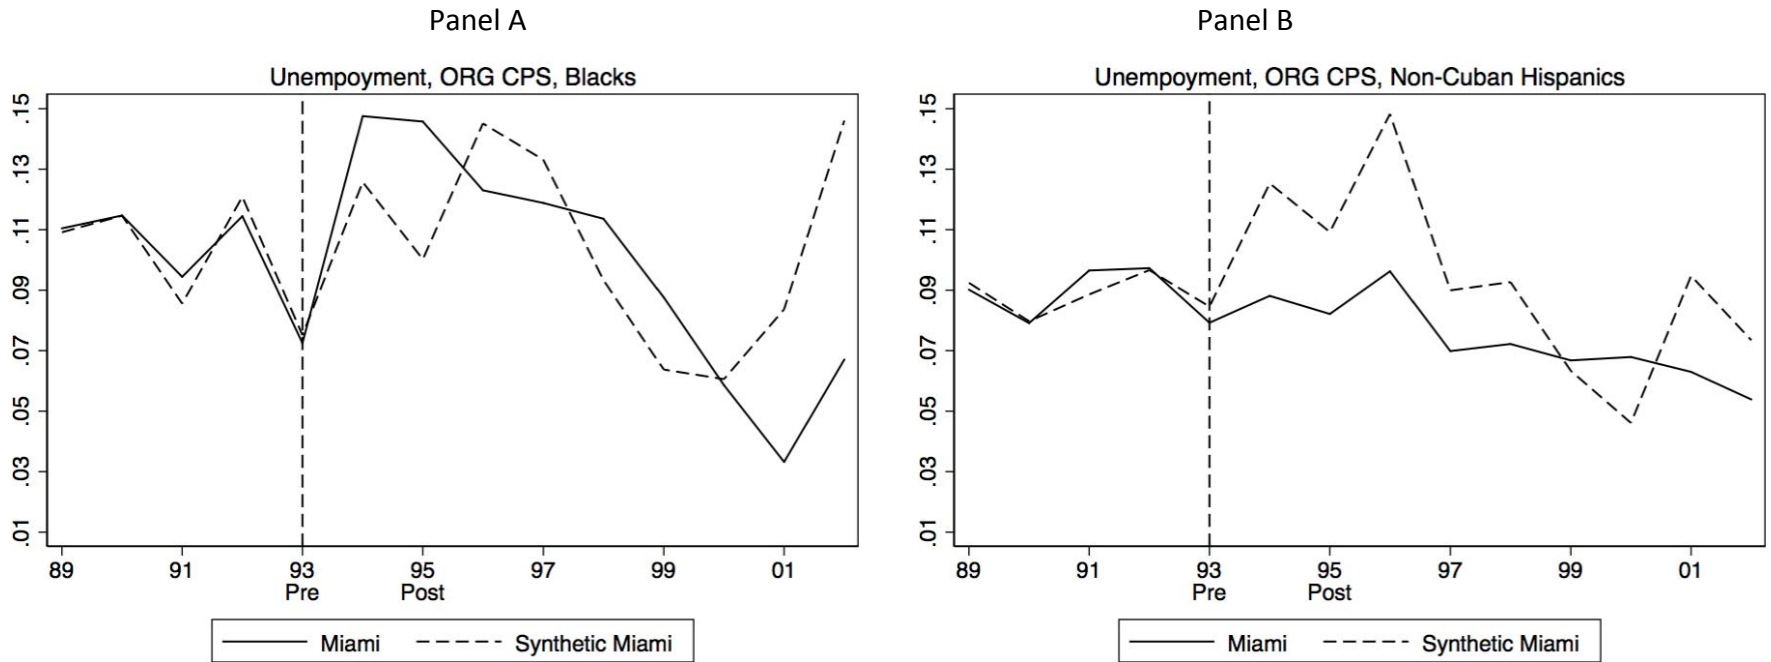 Panel A
Unempoyment, ORG CPS, Blacks
.15
.13
.11
.09
.07
.05
.03
.01
89 91 93 95 97 99 01
Pre Post
Miami Synthetic Miami
Panel B
Unempoyment, ORG CPS, Non-Cuban Hispanics
.15
.13
.11
.09
.07
.05
.03
.01
89 91 93 95 97 99 01
Pre Post
Miami Synthetic Miami